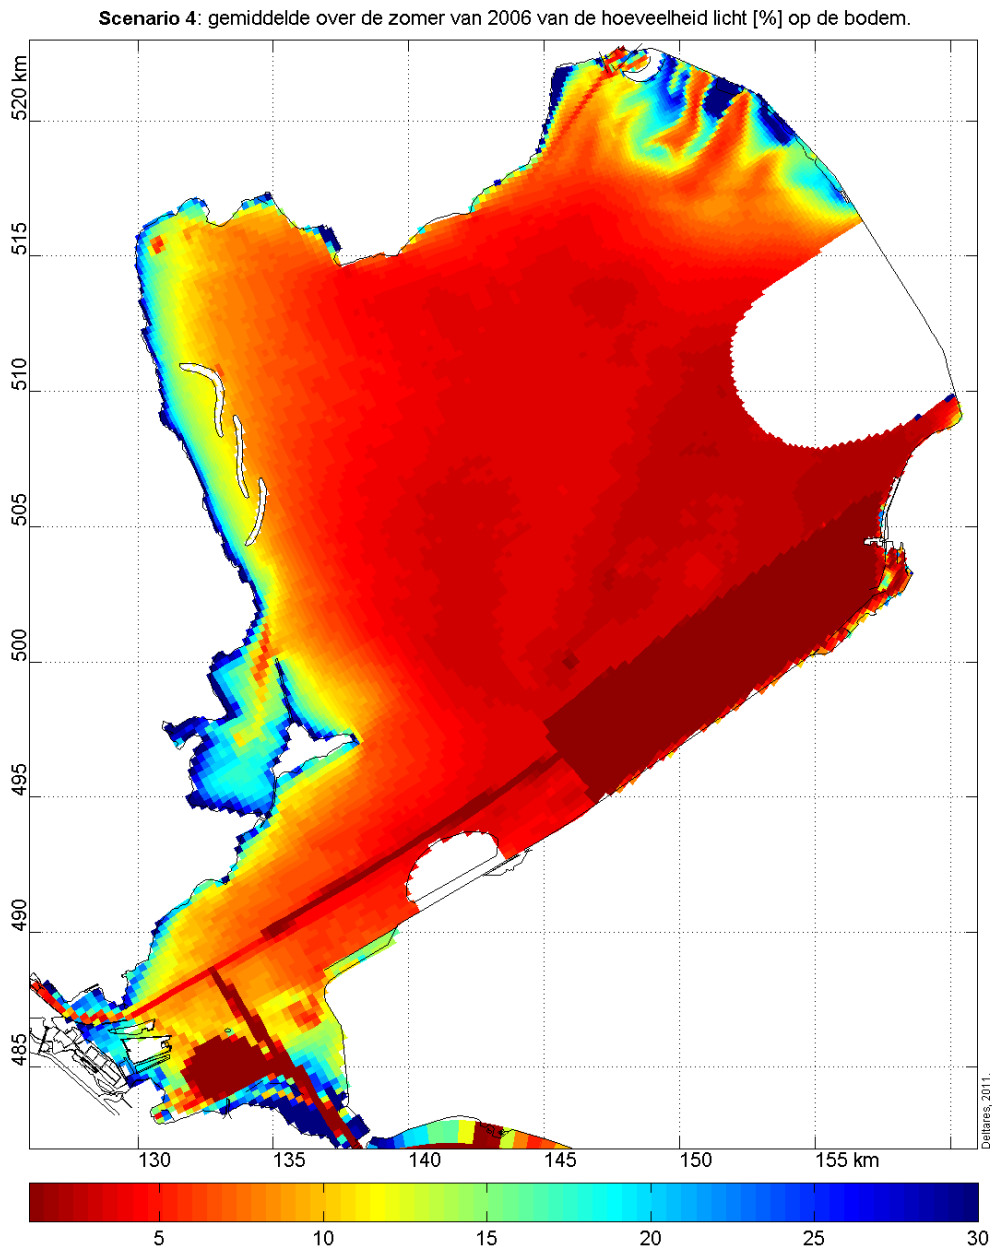 Scenario 4: gemiddelde over de zomer van 2006 van de hoeveelheid licht [%] op de bodem.
520 km
515
510
505
500
495
490
485
130 135 140 145 150 155 km
Deltares, 2011.
5 10 15 20 25 30